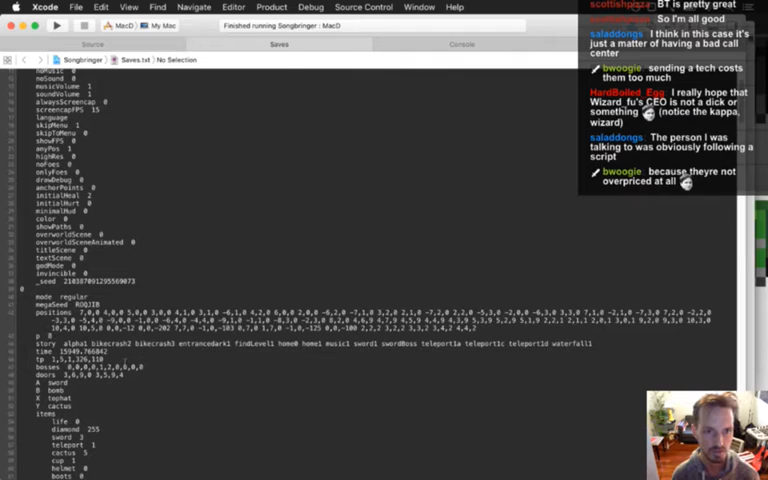 Xcode File Edit View Find Navigate Editor Product Debug Source Control Window Help
MacD My Mac
Finished running Songbringer : MacD
Source
Saves
Console
Songbringer Saves.txt No Selection
noMusic 0
noSound 0
musicVolume 1
soundVolume 1
alwaysScreencap 0
screencapFPS 15
language
skipMenu 1
skipToMenu 0
showFPS 0
anyPos 1
highRes 0
noFoes 0
onlyFoes 0
drawDebug 0
anchorPoints 0
initialHeal 2
initialHurt 0
minimalHud 0
color 0
showPaths 0
overworldScene 0
overworldSceneAnimated 0
titleScene 0
textScene 0
godMode 0
invincible 0
_seed 210387091295569073
0
mode regular
megaSeed ROQJIB
positions
p 8
story alpha1 bikecrash2 bikecrash3 entrancedark1 findLevel1 home0 home1 music1 sword1 swordBoss teleport1a teleport1c teleport1d waterfall1
time 15949.766842
tp 1,5,1,326,110
bosses 0,0,0,0,1,2,0,6,0,0
doors 3,6,9,0 3,5,9,4
A sword
B bomb
X tophat
Y cactus
items
life 0
diamond 255
sword 3
teleport 1
cactus 5
cup 1
helmet 0
boots 0
scottishpizza BT is pretty great
scottishpizza So I'm all good
saladdongs I think in this case it's
just a matter of having a bad call
center
bwoogie sending a tech costs
them too much
HardBoiled_Egg I really hope that
Wizard_fu's CEO is not a dick or
something (notice the kappa,
wizard)
saladdongs The person I was
talking to was obviously following a
script
bwoogie because theyre not
overpriced at all